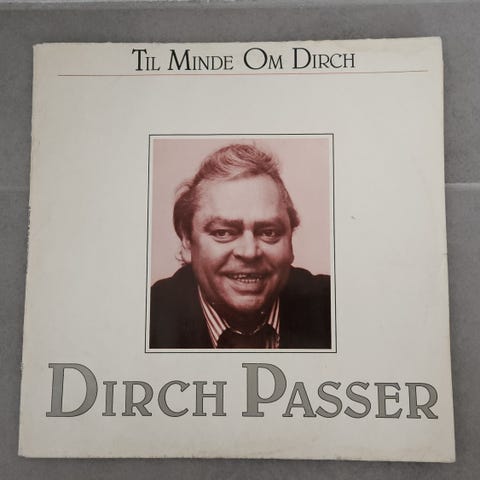 Til Minde Om Dirch
Dirch Passer